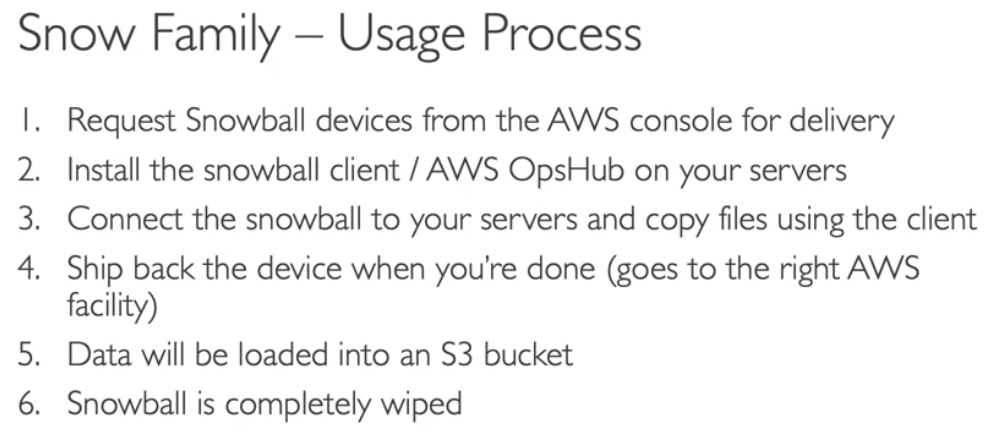 Snow Family – Usage Process
1. Request Snowball devices from the AWS console for delivery
2. Install the snowball client / AWS OpsHub on your servers
3. Connect the snowball to your servers and copy files using the client
4. Ship back the device when you're done (goes to the right AWS
facility)
5. Data will be loaded into an S3 bucket
6. Snowball is completely wiped